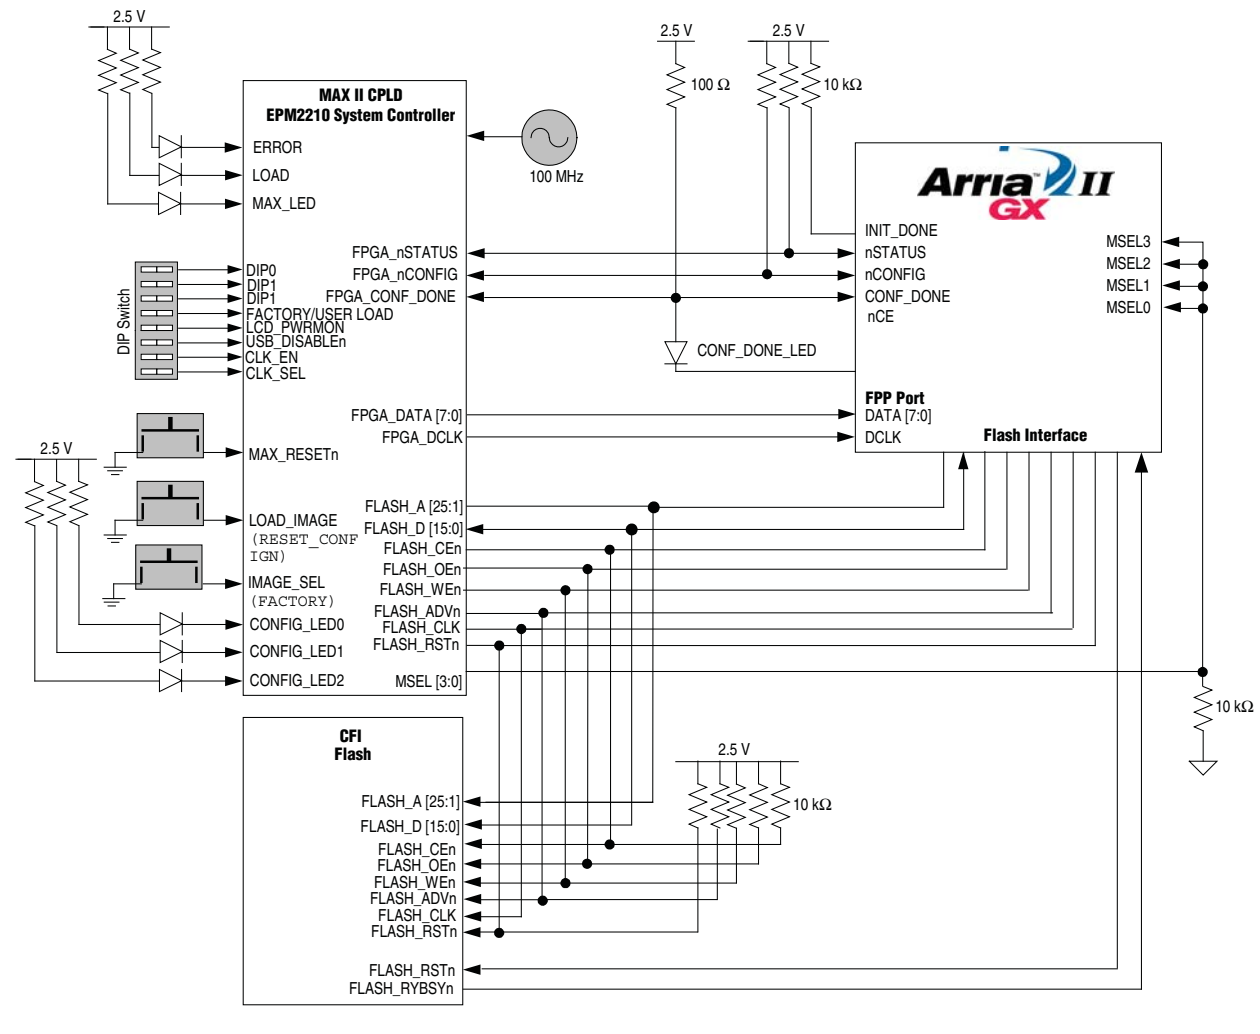 2.5 V
2.5 V
2.5 V
100 Ω
10 kΩ
MAX II CPLD
EPM2210 System Controller
ERROR
LOAD
MAX_LED
100 MHz
Arria™ II
GX
INIT_DONE
FPGA_nSTATUS
nSTATUS
FPGA_nCONFIG
nCONFIG
FPGA_CONF_DONE
CONF_DONE
nCE
MSEL3
MSEL2
MSEL1
MSEL0
DIP Switch
DIP0
DIP1
DIP1
FACTORY/USER LOAD
LCD_PWRMON
USB_DISABLEn
CLK_EN
CLK_SEL
CONF_DONE_LED
FPP Port
FPGA_DATA [7:0]
DATA [7:0]
FPGA_DCLK
DCLK
Flash Interface
2.5 V
MAX_RESETn
LOAD_IMAGE
(RESET_CONF
IGN)
IMAGE_SEL
(FACTORY)
CONFIG_LED0
CONFIG_LED1
CONFIG_LED2
FLASH_A [25:1]
FLASH_D [15:0]
FLASH_CEn
FLASH_OEn
FLASH_WEn
FLASH_ADVn
FLASH_CLK
FLASH_RSTn
MSEL [3:0]
10 kΩ
CFI
Flash
2.5 V
10 kΩ
FLASH_A [25:1]
FLASH_D [15:0]
FLASH_CEn
FLASH_OEn
FLASH_WEn
FLASH_ADVn
FLASH_CLK
FLASH_RSTn
FLASH_RSTn
FLASH_RYBSYn